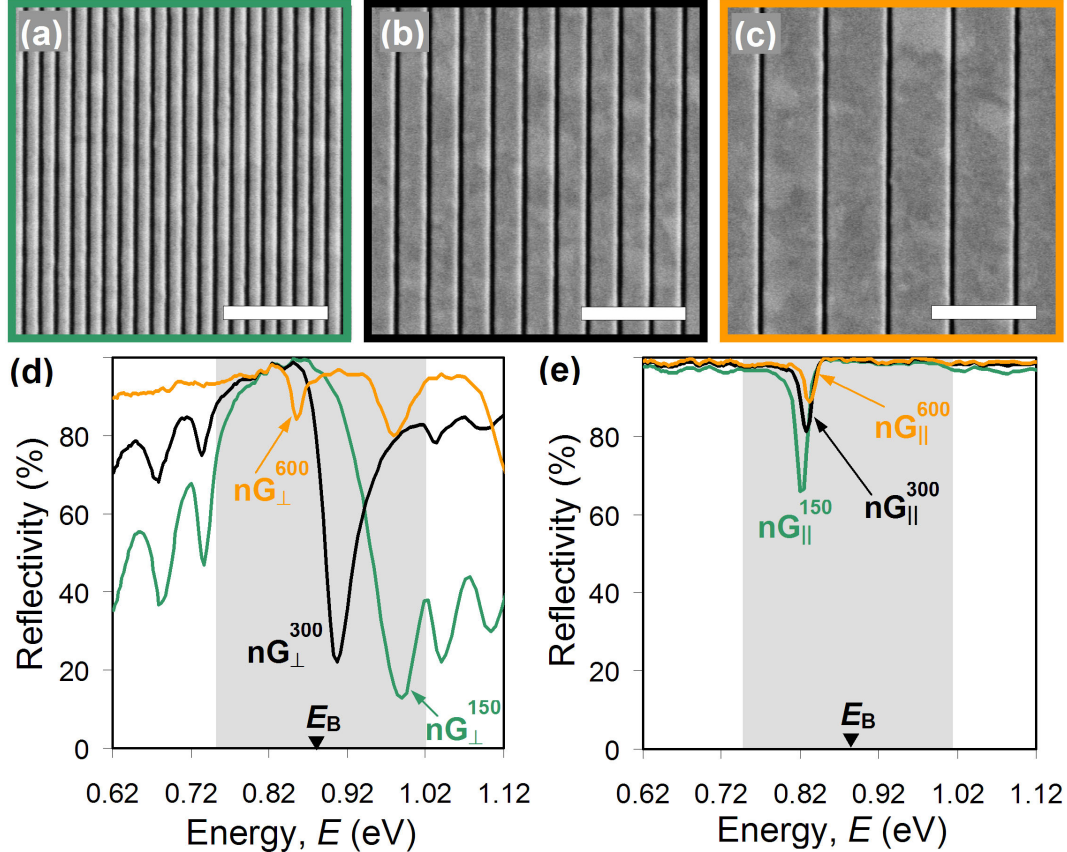 (a)
(b)
(c)
(d)
Reflectivity (%)
80
60
40
20
0
nG⊥600
nG⊥300
nG⊥150
EB
0.62 0.72 0.82 0.92 1.02 1.12
Energy, E (eV)
(e)
Reflectivity (%)
80
60
40
20
0
nG||600
nG||300
nG||150
EB
0.62 0.72 0.82 0.92 1.02 1.12
Energy, E (eV)